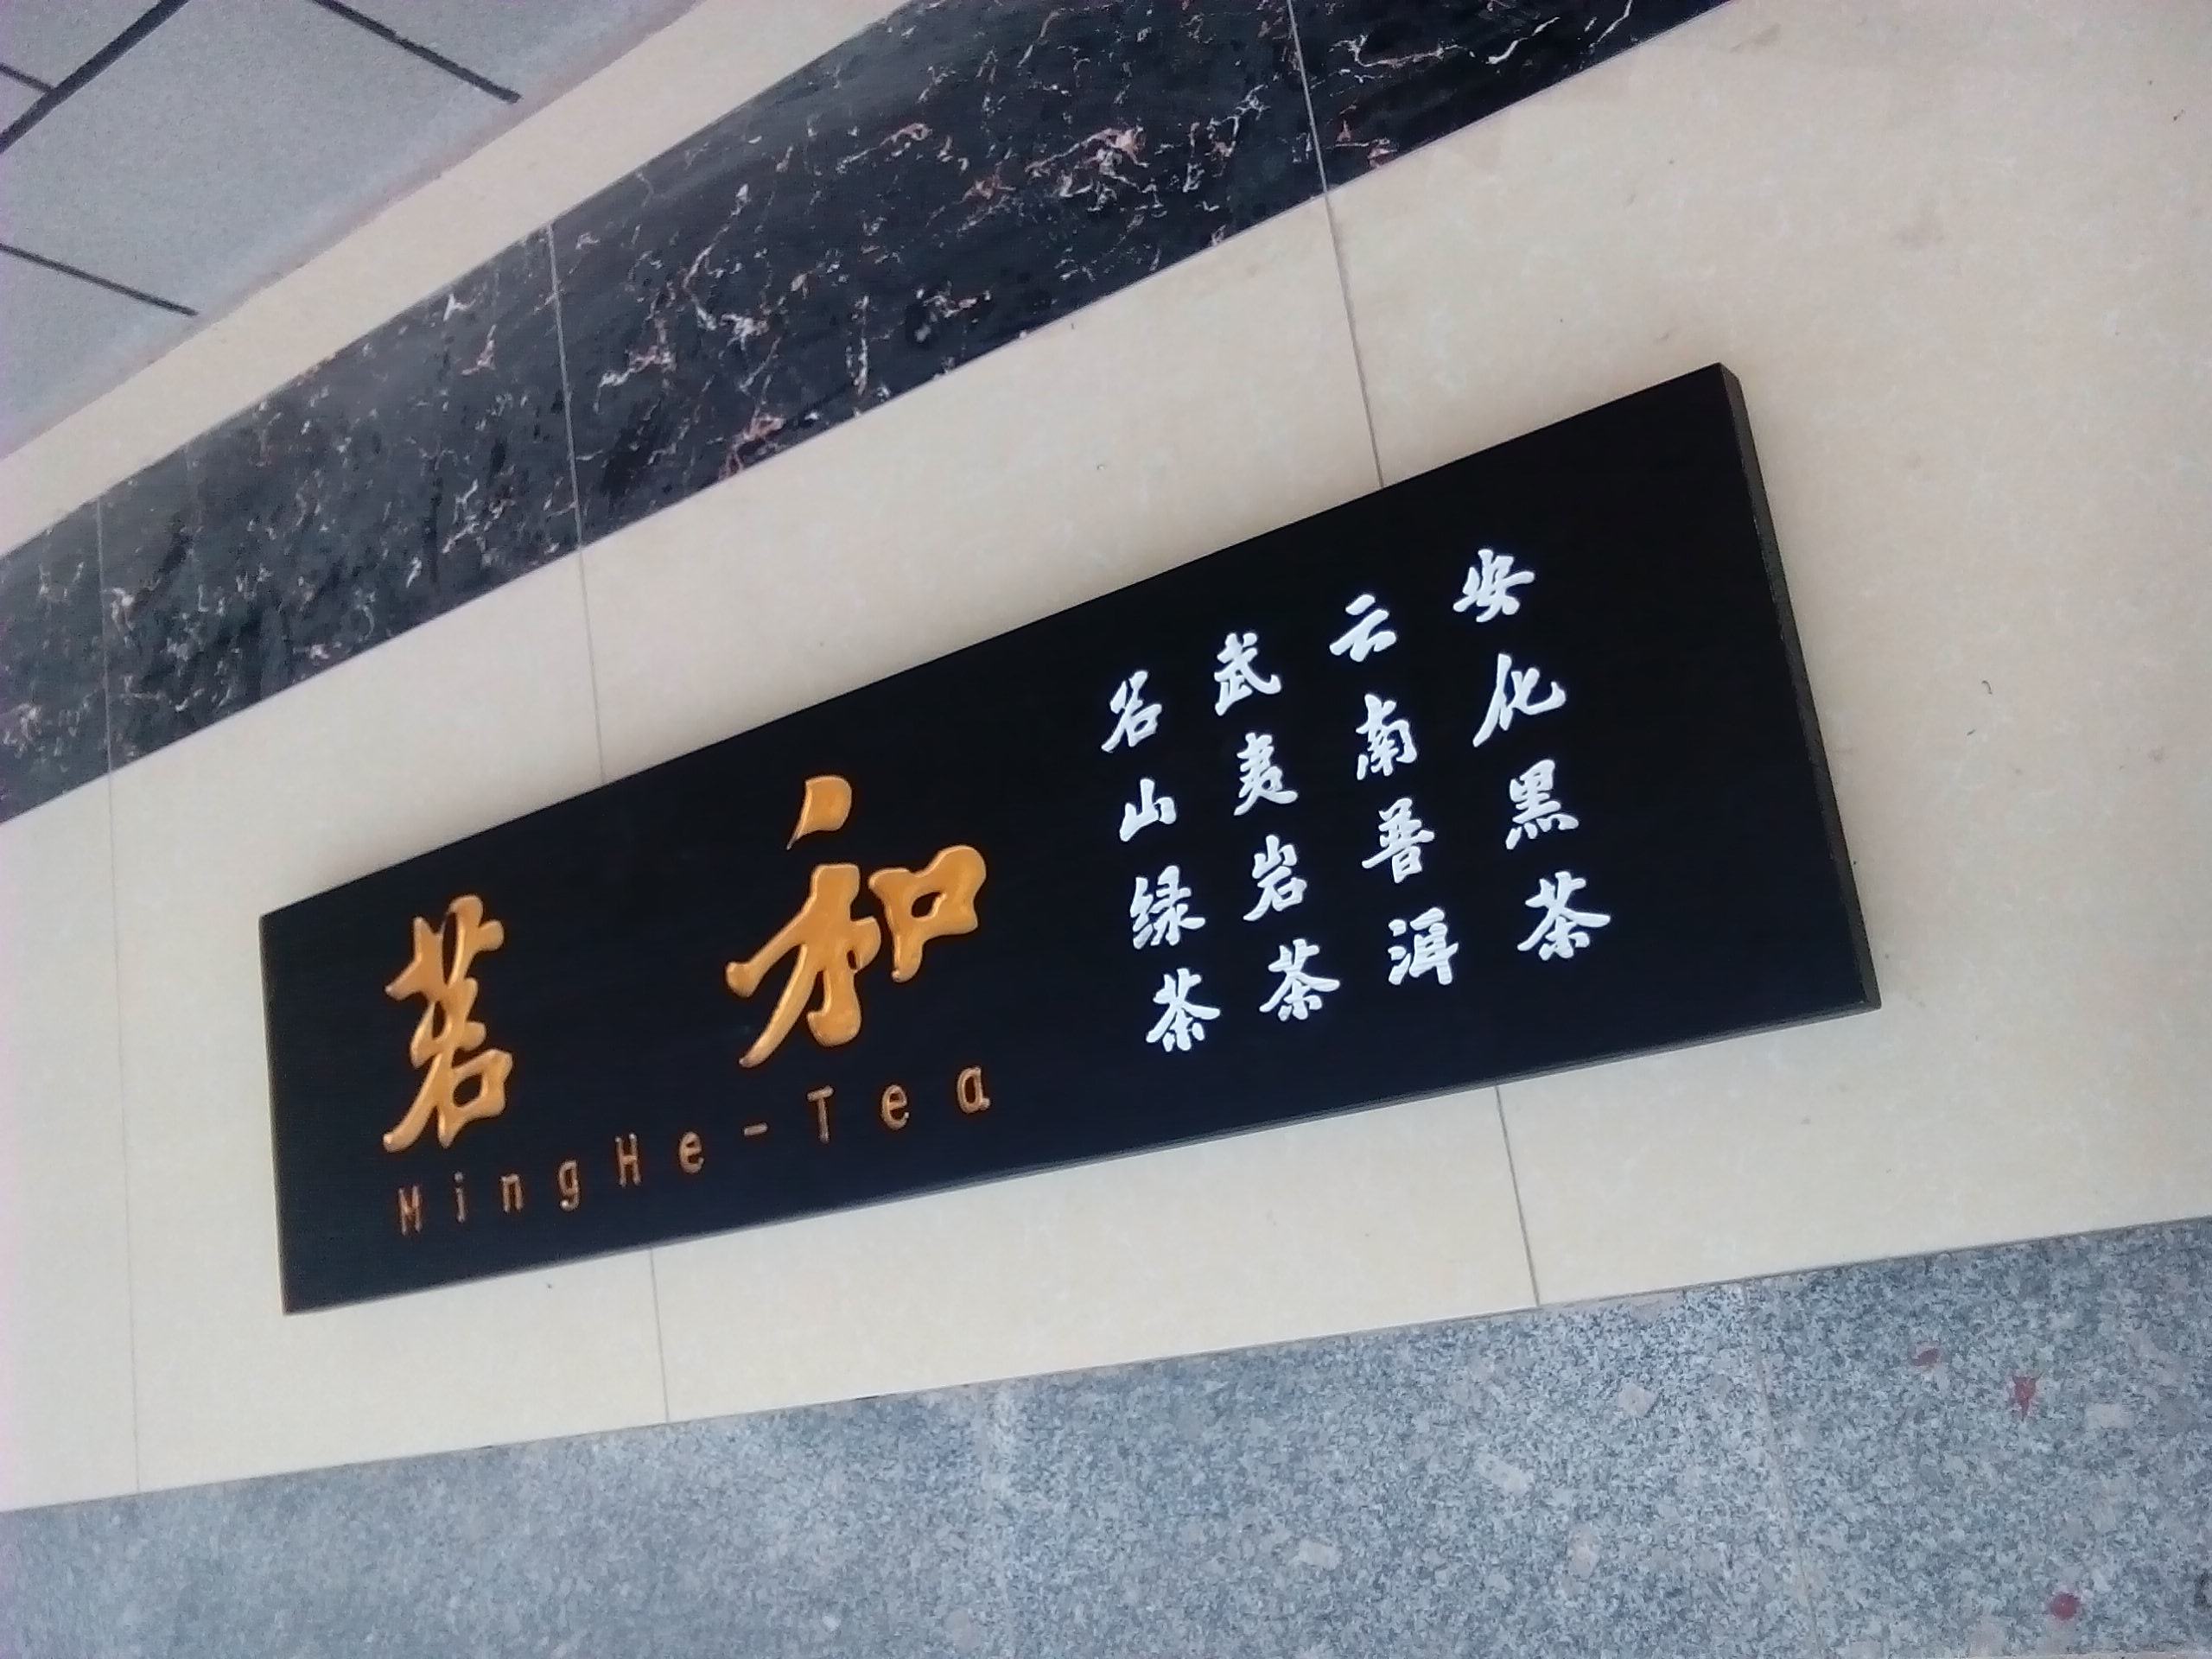 茗和
MingHe-Tea
名山绿茶
武夷岩茶
云南普洱
安化黑茶